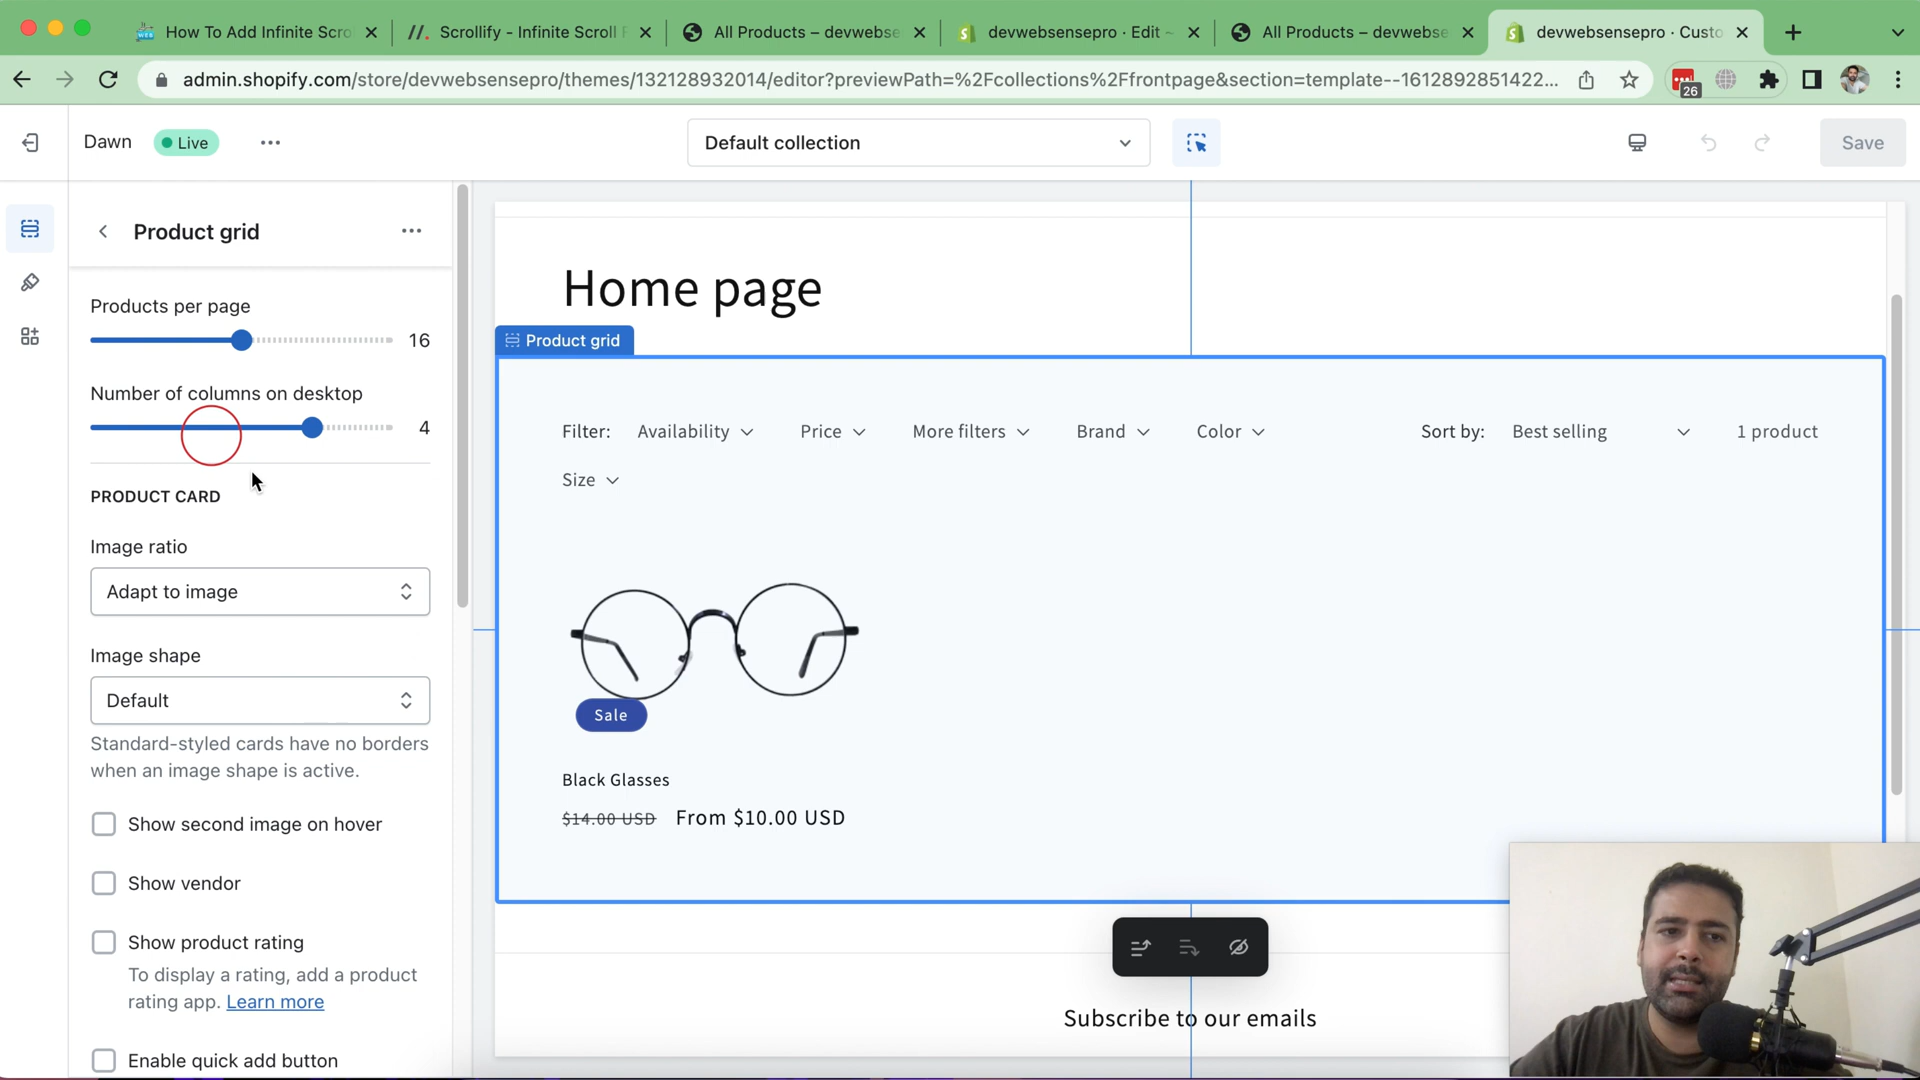 How To Add Infinite Scro
Scrollify - Infinite Scroll
All Products – devwebse
devwebsensepro · Edit –
All Products – devwebse
devwebsensepro · Custo
admin.shopify.com/store/devwebsensepro/themes/132128932014/editor?previewPath=%2Fcollections%2Ffrontpage&section=template--1612892851422...
26
Dawn
Live
Default collection
Save
Product grid
Products per page
16
Number of columns on desktop
4
PRODUCT CARD
Image ratio
Adapt to image
Image shape
Default
Standard-styled cards have no borders
when an image shape is active.
Show second image on hover
Show vendor
Show product rating
To display a rating, add a product
rating app. Learn more
Enable quick add button
Home page
Product grid
Filter:
Availability
Price
More filters
Brand
Color
Sort by:
Best selling
1 product
Size
Sale
Black Glasses
$14.00 USD From $10.00 USD
Subscribe to our emails